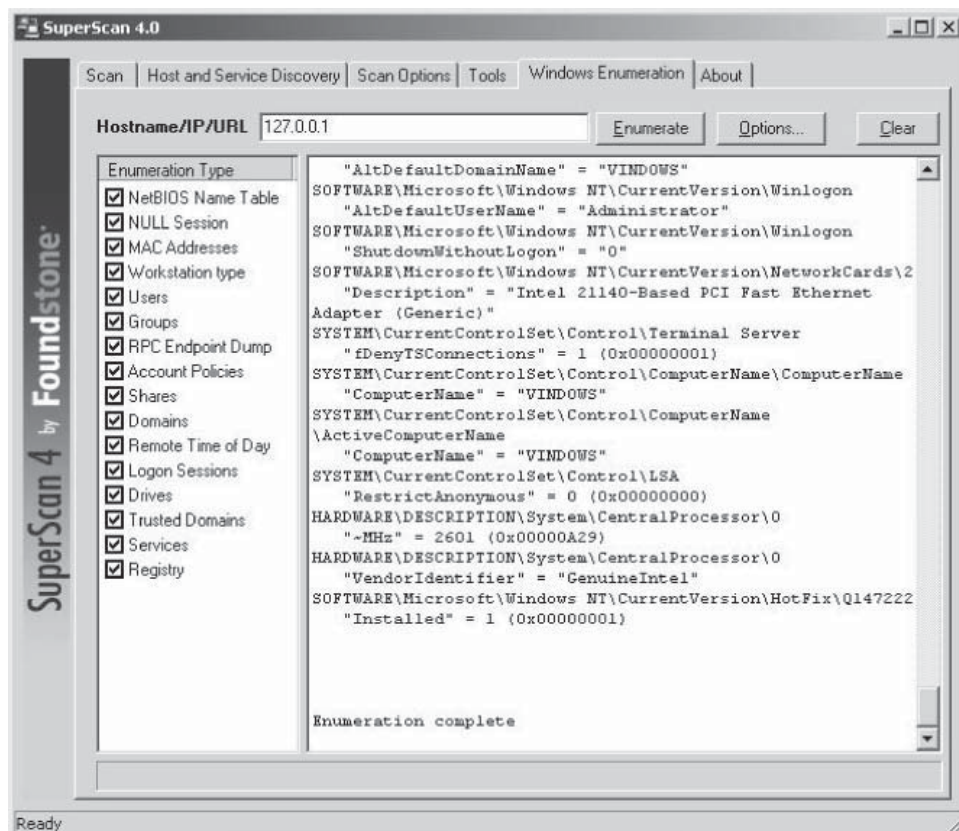 SuperScan 4.0
Scan
Host and Service Discovery
Scan Options
Tools
Windows Enumeration
About
Hostname/IP/URL
127.0.0.1
Enumerate
Options...
Clear
Enumeration Type
NetBIOS Name Table
NULL Session
MAC Addresses
Workstation type
Users
Groups
RPC Endpoint Dump
Account Policies
Shares
Domains
Remote Time of Day
Logon Sessions
Drives
Trusted Domains
Services
Registry
"AltDefaultDomainName" = "VINDOWS"
SOFTWARE\Microsoft\Windows NT\CurrentVersion\Winlogon
"AltDefaultUserName" = "Administrator"
SOFTWARE\Microsoft\Windows NT\CurrentVersion\Winlogon
"ShutdownWithoutLogon" = "0"
SOFTWARE\Microsoft\Windows NT\CurrentVersion\NetworkCards\2
"Description" = "Intel 21140-Based PCI Fast Ethernet
Adapter (Generic)"
SYSTEM\CurrentControlSet\Control\Terminal Server
"fDenyTSConnections" = 1 (0x00000001)
SYSTEM\CurrentControlSet\Control\ComputerName\ComputerName
"ComputerName" = "VINDOWS"
SYSTEM\CurrentControlSet\Control\ComputerName
\ActiveComputerName
"ComputerName" = "VINDOWS"
SYSTEM\CurrentControlSet\Control\LSA
"RestrictAnonymous" = 0 (0x00000000)
HARDWARE\DESCRIPTION\System\CentralProcessor\0
"~MHz" = 2601 (0x00000A29)
HARDWARE\DESCRIPTION\System\CentralProcessor\0
"VendorIdentifier" = "GenuineIntel"
SOFTWARE\Microsoft\Windows NT\CurrentVersion\HotFix\Q147222
"Installed" = 1 (0x00000001)
Enumeration complete
SuperScan 4 by Foundstone
Ready